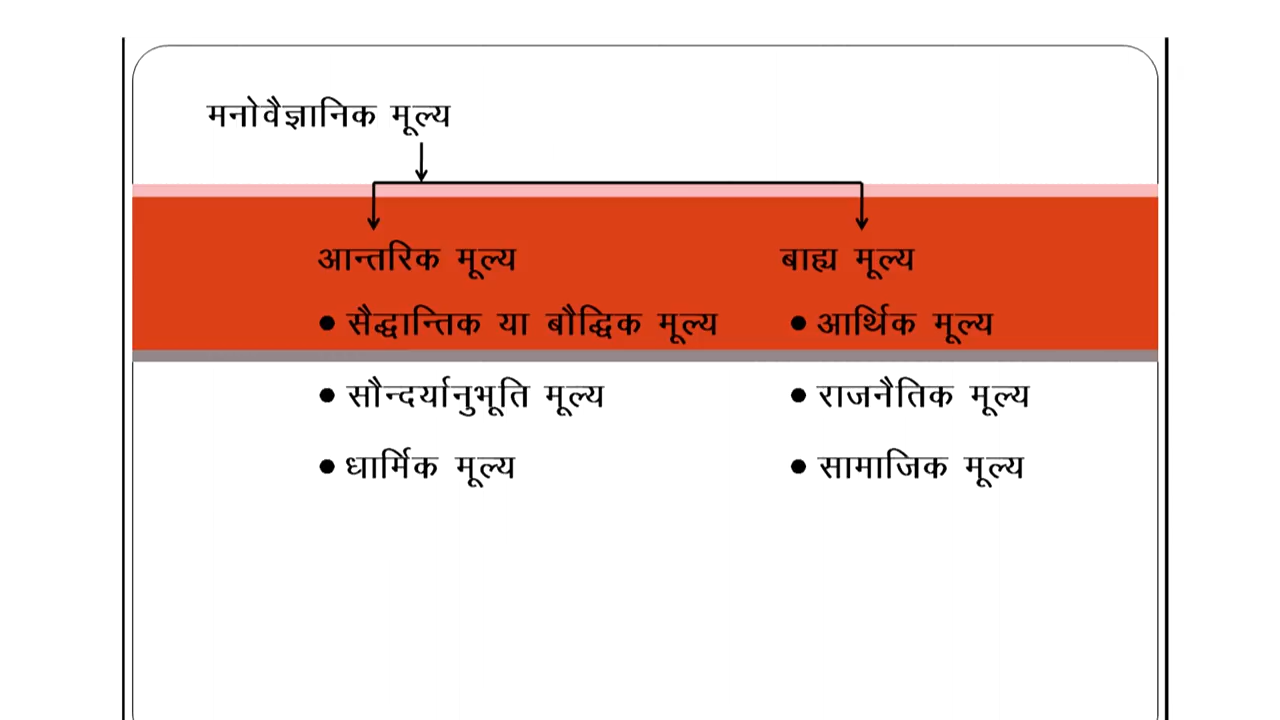 मनोवैज्ञानिक मूल्य
आन्तरिक मूल्य
• सैद्धान्तिक या बौद्धिक मूल्य
• सौन्दर्यानुभूति मूल्य
• धार्मिक मूल्य
बाह्य मूल्य
• आर्थिक मूल्य
• राजनैतिक मूल्य
• सामाजिक मूल्य